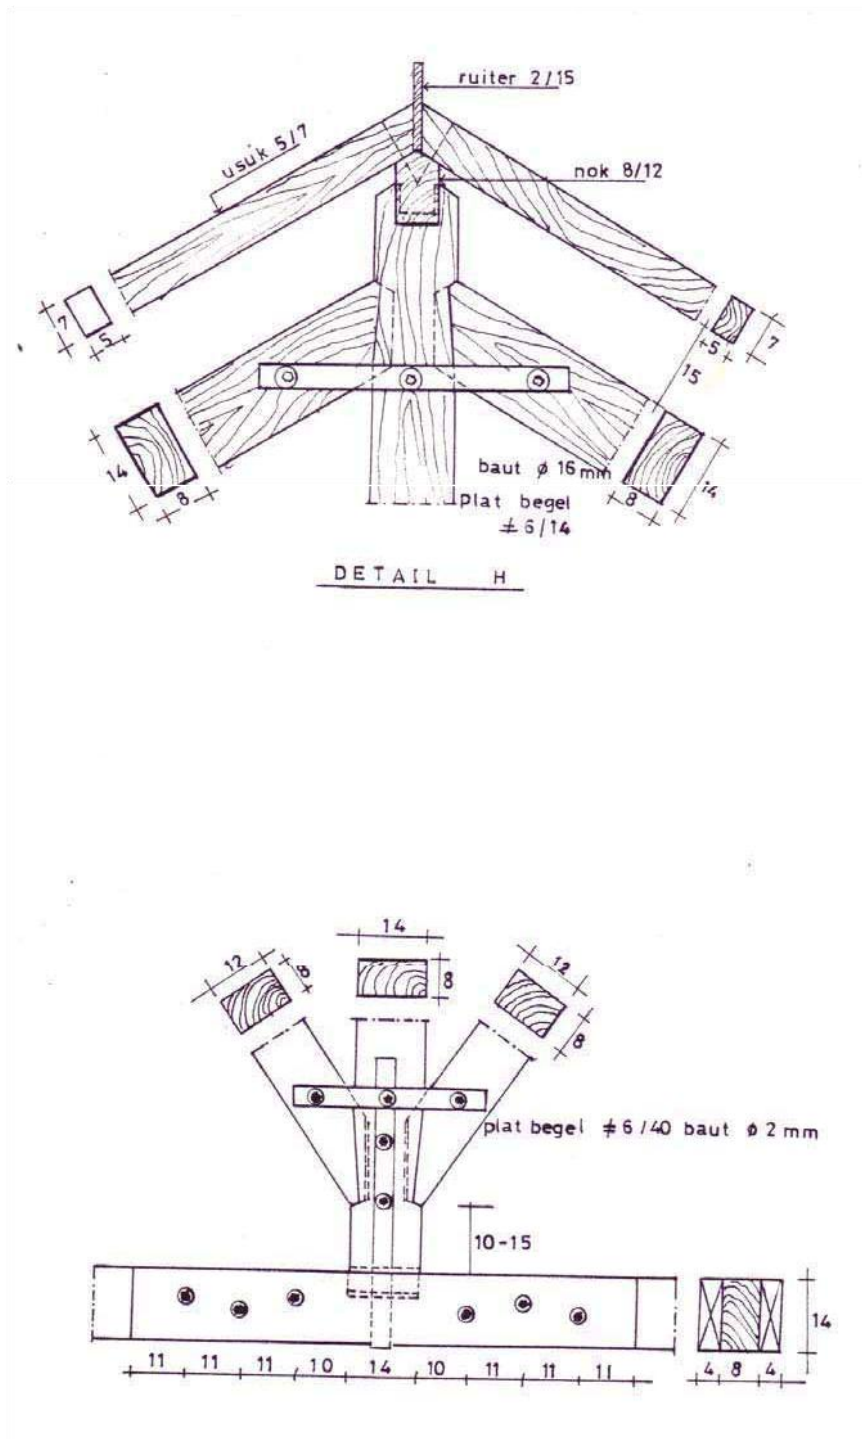 ruiter 2/15
usuk 5/7
nok 8/12
7
5
5
7
15
14
8
baut ϕ 16 mm
8
14
plat begel
≠ 6/14
DETAIL H
14
12
8
8
12
8
plat begel ≠ 6/40 baut ϕ 2 mm
10-15
14
11 11 11 10 14 10 11 11 11
4 8 4